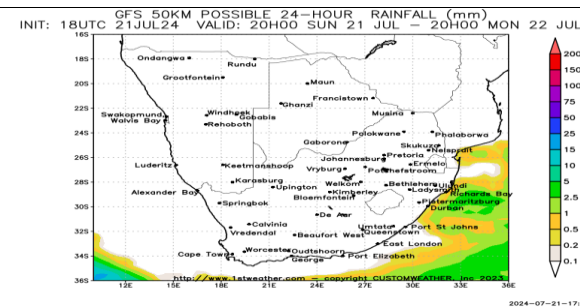 GFS 50KM POSSIBLE 24-HOUR RAINFALL (mm)
INIT: 18UTC 21JUL24 VALID: 20H00 SUN 21 JUL - 20H00 MON 22 JUL
16S
Ondangwa
Rundu
18S
Grootfontein
20S
Maun
Francistown
Ghanzi
22S
Swakopmund
Windhoek
Gobabis
Musina
Walvis Bay
Rehoboth
24S
Polokwane
Phalaborwa
Gaborone
Skukuza
Nelspruit
26S
Johannesburg
Pretoria
Luderitz
Keetmanshoop
Vryburg
Potchefstroom
Ermelo
28S
Karasburg
Upington
Welkom
Bethlehem
Ulundi
Alexander Bay
Kimberley
Ladysmith
Richards Bay
Bloemfontein
30S
Springbok
Pietermaritzburg
Durban
De Aar
Calvinia
Umtata
Port St Johns
32S
Vredendal
Beaufort West
Queenstown
East London
Worcester
Oudtshoorn
34S
Cape Town
George
Port Elizabeth
http://www.1stweather.com - copyright CUSTOMWEATHER, Inc 2023
36S
12E 15E 18E 21E 24E 27E 30E 33E 36E
200
150
100
75
50
25
15
10
5
2.5
1
0.5
0.2
0.1